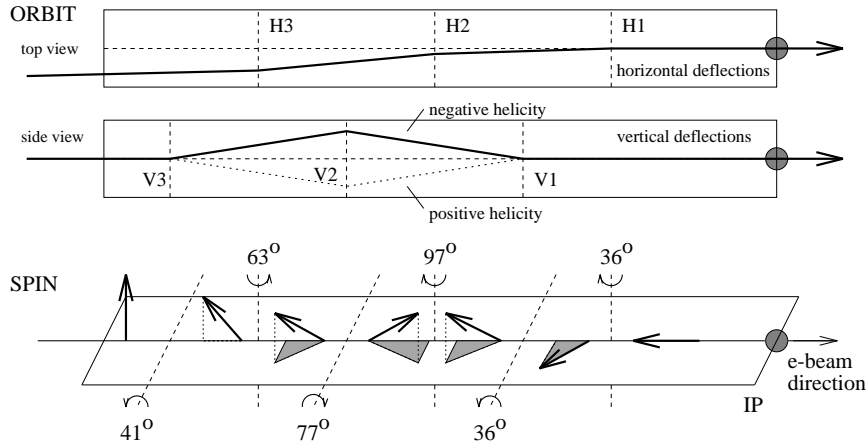 ORBIT
H3 H2 H1
top view
horizontal deflections
negative helicity
side view
vertical deflections
V3 V2 V1
positive helicity
63° 97° 36°
SPIN
e-beam
direction
IP
41° 77° 36°